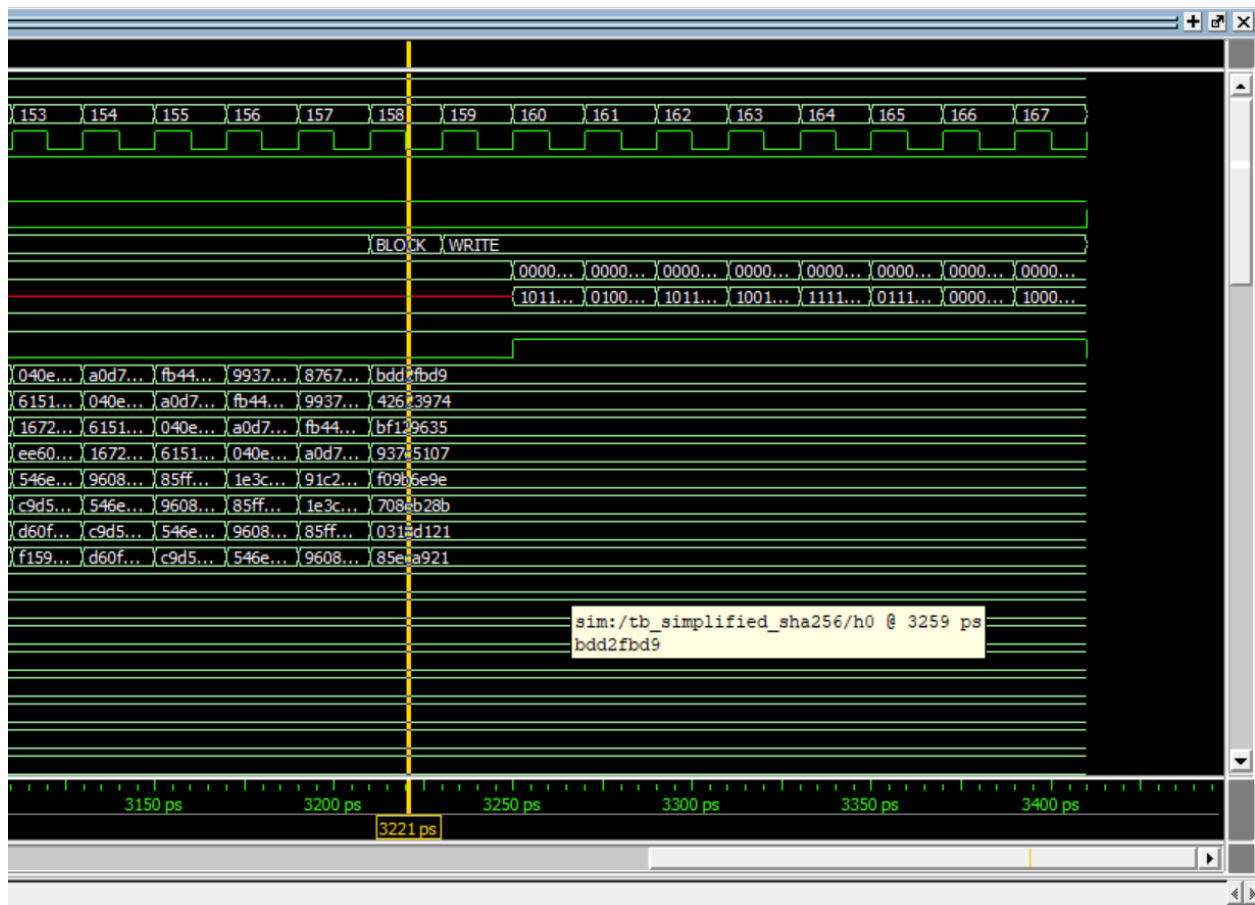 153 154 155 156 157 158 159 160 161 162 163 164 165 166 167
BLOCK WRITE
0000... 0000... 0000... 0000... 0000... 0000... 0000... 0000...
1011... 0100... 1011... 1001... 1111... 0111... 0000... 1000...
040e... a0d7... fb44... 9937... 8767... bdd2fbd9
6151... 040e... a0d7... fb44... 9937...
1672... 6151... 040e... a0d7... fb44... bf129635
ee60... 1672... 6151... 040e... a0d7...
546e... 9608... 85ff... 1e3c... 91c2... f09b6e9e
c9d5... 546e... 9608... 85ff... 1e3c...
d60f... c9d5... 546e... 9608... 85ff...
f159... d60f... c9d5... 546e... 9608...
sim:/tb_simplified_sha256/h0 @ 3259 ps
bdd2fbd9
3150 ps 3200 ps 3250 ps 3300 ps 3350 ps 3400 ps
3221 ps